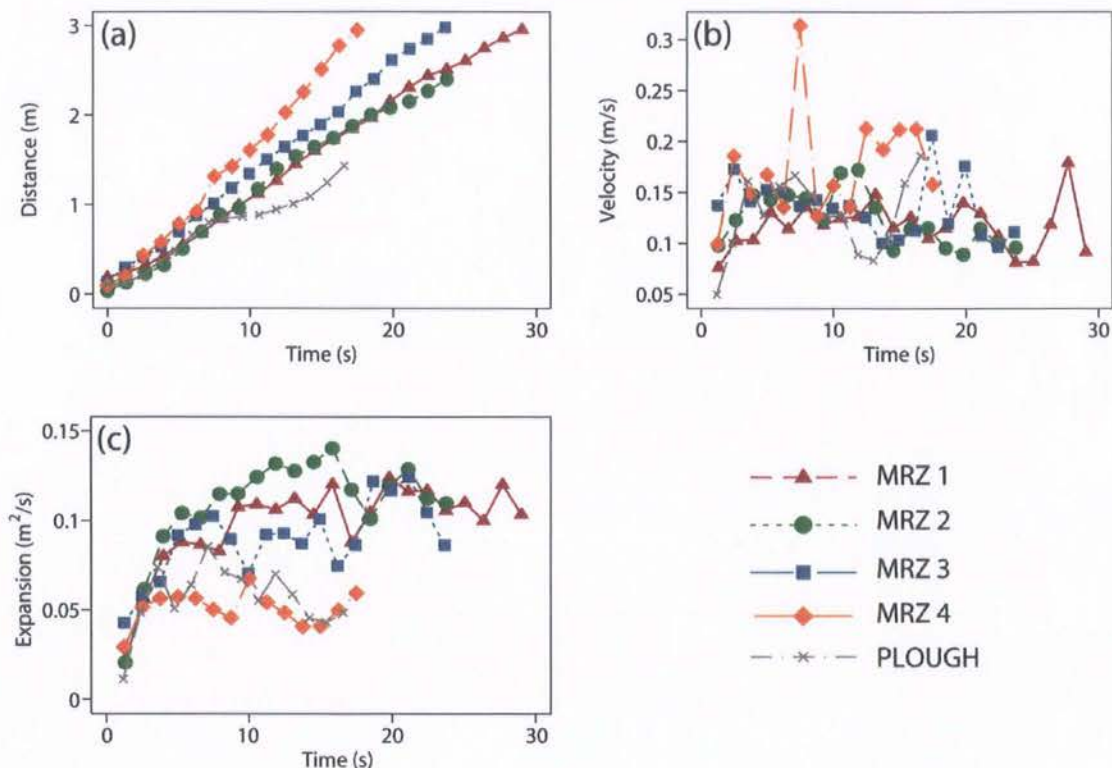 (a)
3
2
1
0
Distance (m)
0
10
20
30
Time (s)
(b)
0.3
0.25
0.2
0.15
0.1
0.05
Velocity (m/s)
0
10
20
30
Time (s)
(c)
0.15
0.1
0.05
0
Expansion (m²/s)
0
10
20
30
Time (s)
MRZ 1
MRZ 2
MRZ 3
MRZ 4
PLOUGH